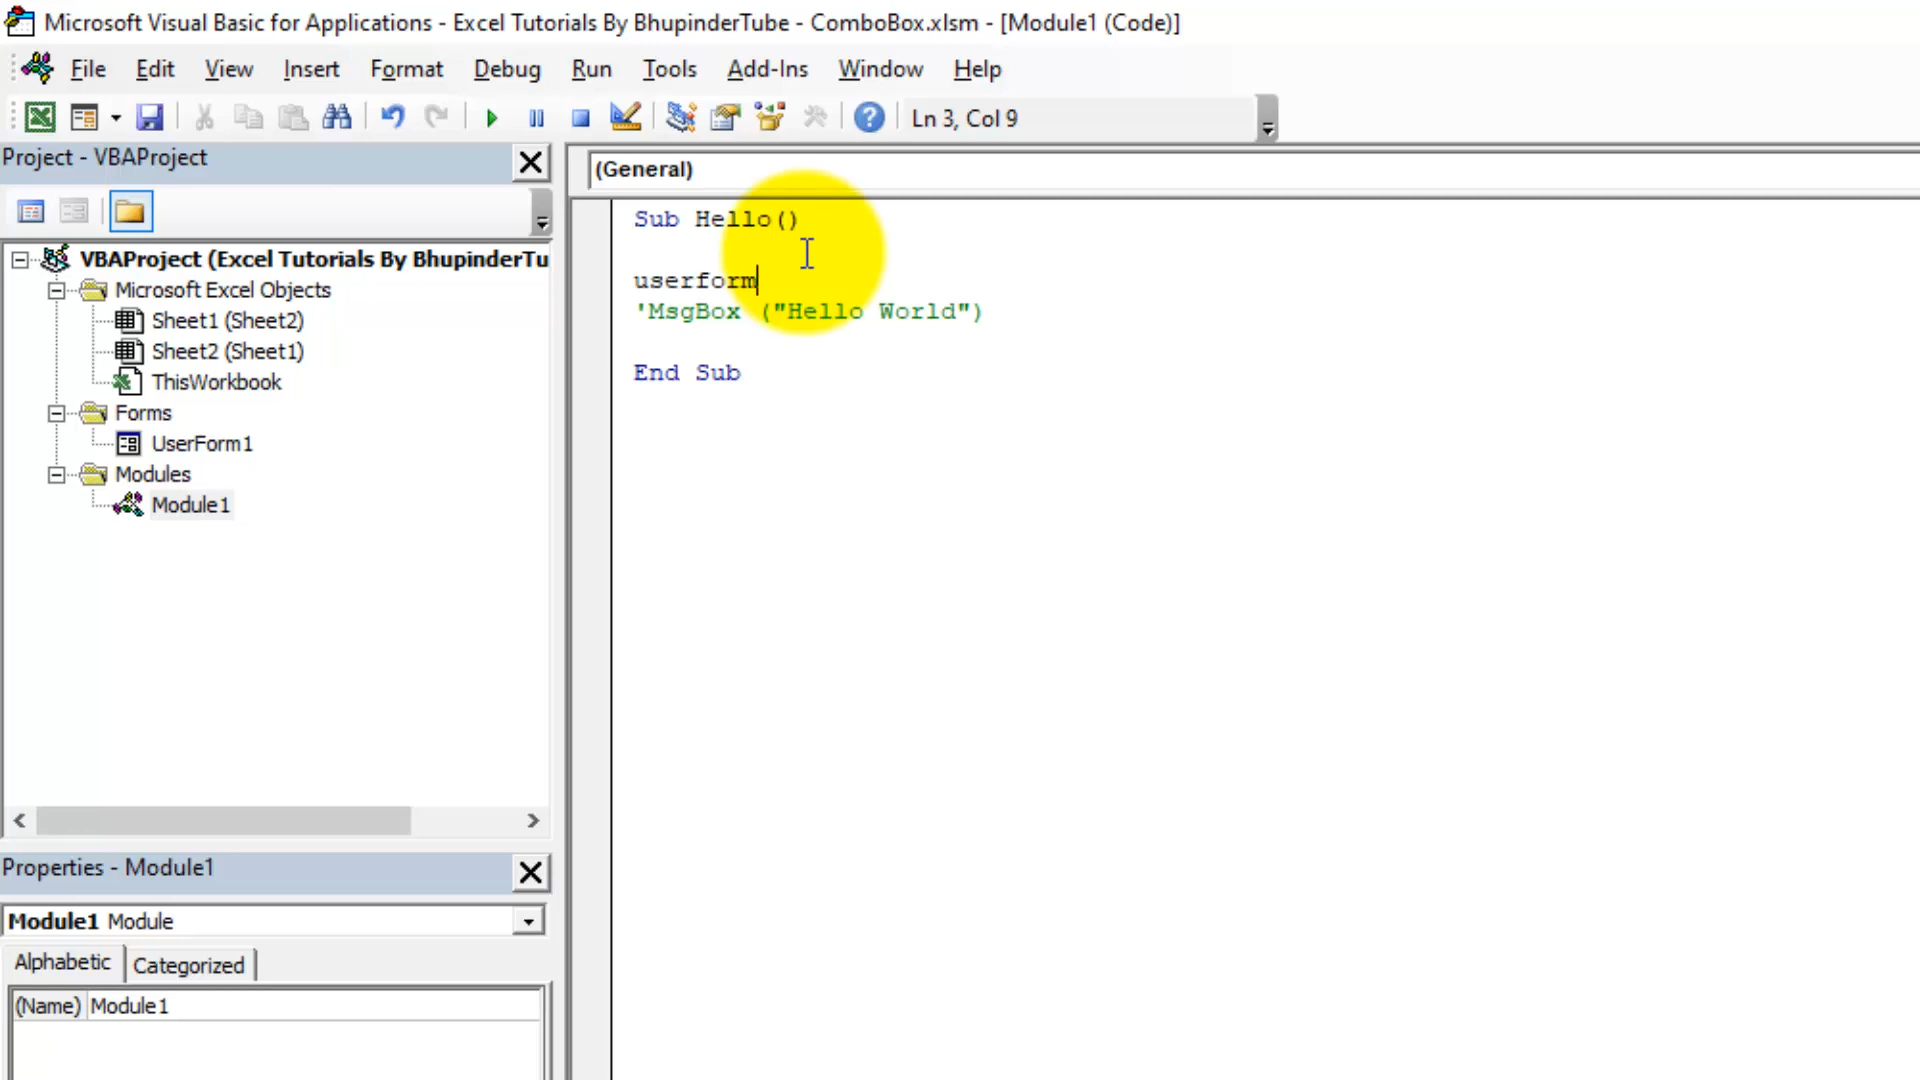 Microsoft Visual Basic for Applications - Excel Tutorials By BhupinderTube - ComboBox.xlsm - [Module1 (Code)]
File Edit View Insert Format Debug Run Tools Add-Ins Window Help
Ln 3, Col 9
Project - VBAProject
(General)
Sub Hello()
userform
'MsgBox ("Hello World")
End Sub
VBAProject (Excel Tutorials By BhupinderTu
Microsoft Excel Objects
Sheet1 (Sheet2)
Sheet2 (Sheet1)
ThisWorkbook
Forms
UserForm1
Modules
Module1
Properties - Module1
Module1 Module
Alphabetic Categorized
(Name) Module1